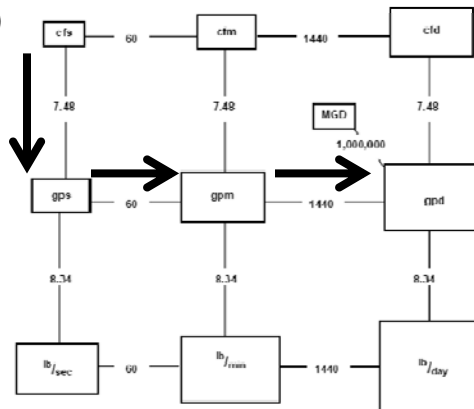 cfs 60 cfm 1440 cfd
7.48 7.48 7.48
MGD
1,000,000
gps 60 gpm 1440 gpd
8.34 8.34 8.34
lb/sec 60 lb/min 1440 lb/day